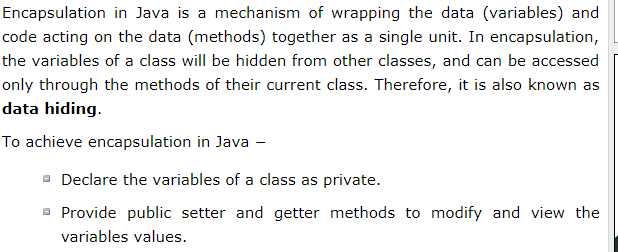 Encapsulation in Java is a mechanism of wrapping the data (variables) and
code acting on the data (methods) together as a single unit. In encapsulation,
the variables of a class will be hidden from other classes, and can be accessed
only through the methods of their current class. Therefore, it is also known as
data hiding.
To achieve encapsulation in Java −
Declare the variables of a class as private.
Provide public setter and getter methods to modify and view the
variables values.